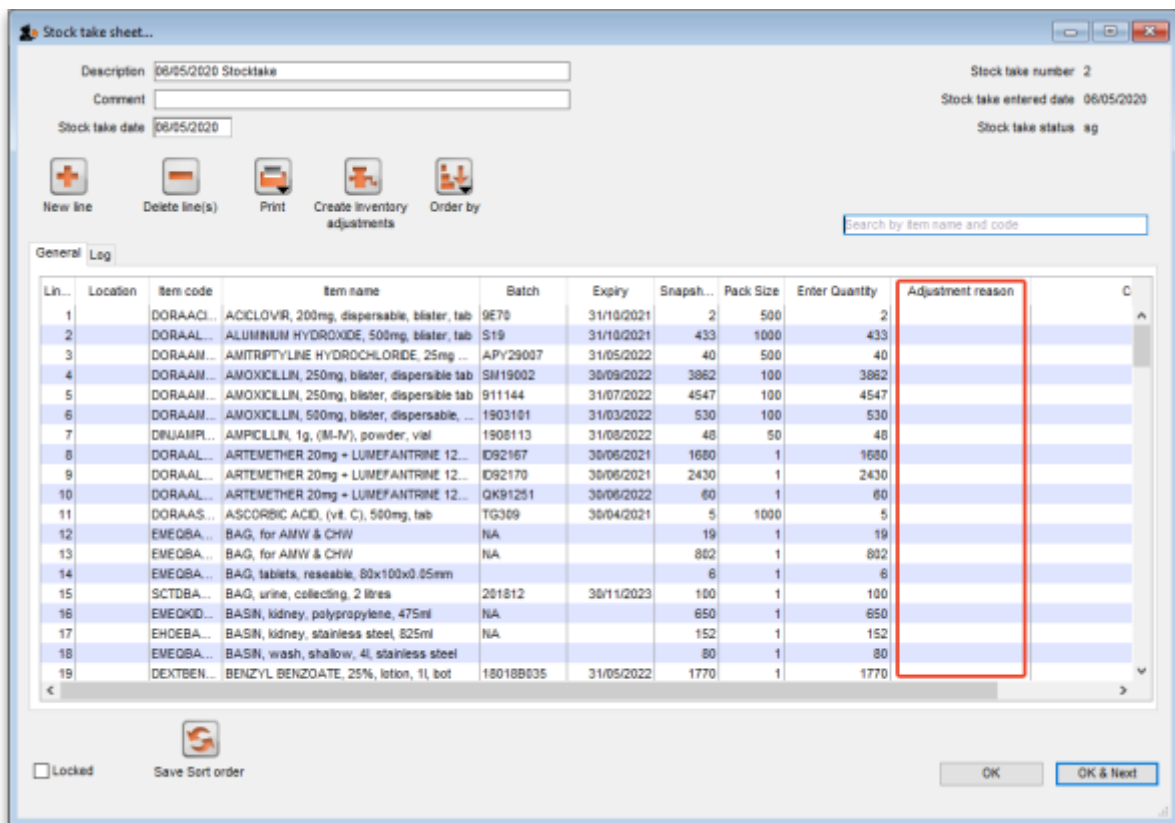 Stock take sheet...
Description 06/05/2020 Stocktake Stock take number 2
Comment Stock take entered date 06/05/2020
Stock take date 06/05/2020 Stock take status sg
New line Delete line(s) Print Create Inventory adjustments Order by
Search by item name and code
General Log
Lin... Location Item code Item name Batch Expiry Snapsh... Pack Size Enter Quantity Adjustment reason C
1 DORAACI... ACICLOVIR, 200mg, dispersable, blister, tab 9E70 31/10/2021 2 500 2
2 DORAAL... ALUMINIUM HYDROXIDE, 500mg, blister, tab S19 31/10/2021 433 1000 433
3 DORAAM... AMITRIPTYLINE HYDROCHLORIDE, 25mg ... APY29007 31/05/2022 40 500 40
4 DORAAM... AMOXICILLIN, 250mg, blister, dispersible tab SM19002 30/09/2022 3862 100 3862
5 DORAAM... AMOXICILLIN, 250mg, blister, dispersible tab 911144 31/07/2022 4547 100 4547
6 DORAAM... AMOXICILLIN, 500mg, blister, dispersable, ... 1903101 31/03/2022 530 100 530
7 DINJAMPI... AMPICILLIN, 1g, (IM-IV), powder, vial 1908113 31/08/2022 48 50 48
8 DORAAL... ARTEMETHER 20mg + LUMEFANTRINE 12... ID92167 30/06/2021 1680 1 1680
9 DORAAL... ARTEMETHER 20mg + LUMEFANTRINE 12... ID92170 30/06/2021 2430 1 2430
10 DORAAL... ARTEMETHER 20mg + LUMEFANTRINE 12... QK91251 30/06/2022 60 1 60
11 DORAAS... ASCORBIC ACID, (vit. C), 500mg, tab TG309 30/04/2021 5 1000 5
12 EMEQBA... BAG, for AMW & CHW NA 19 1 19
13 EMEQBA... BAG, for AMW & CHW NA 802 1 802
14 EMEQBA... BAG, tablets, reseable, 80x100x0.05mm 6 1 6
15 SCTDBA... BAG, urine, collecting, 2 litres 201812 30/11/2023 100 1 100
16 EMEQKID... BASIN, kidney, polypropylene, 475ml NA 650 1 650
17 EHOEBA... BASIN, kidney, stainless steel, 825ml NA 152 1 152
18 EMEQBA... BASIN, wash, shallow, 4l, stainless steel 80 1 80
19 DEXTBEN... BENZYL BENZOATE, 25%, lotion, 1l, bot 18018B035 31/05/2022 1770 1 1770
Locked Save Sort order OK OK & Next